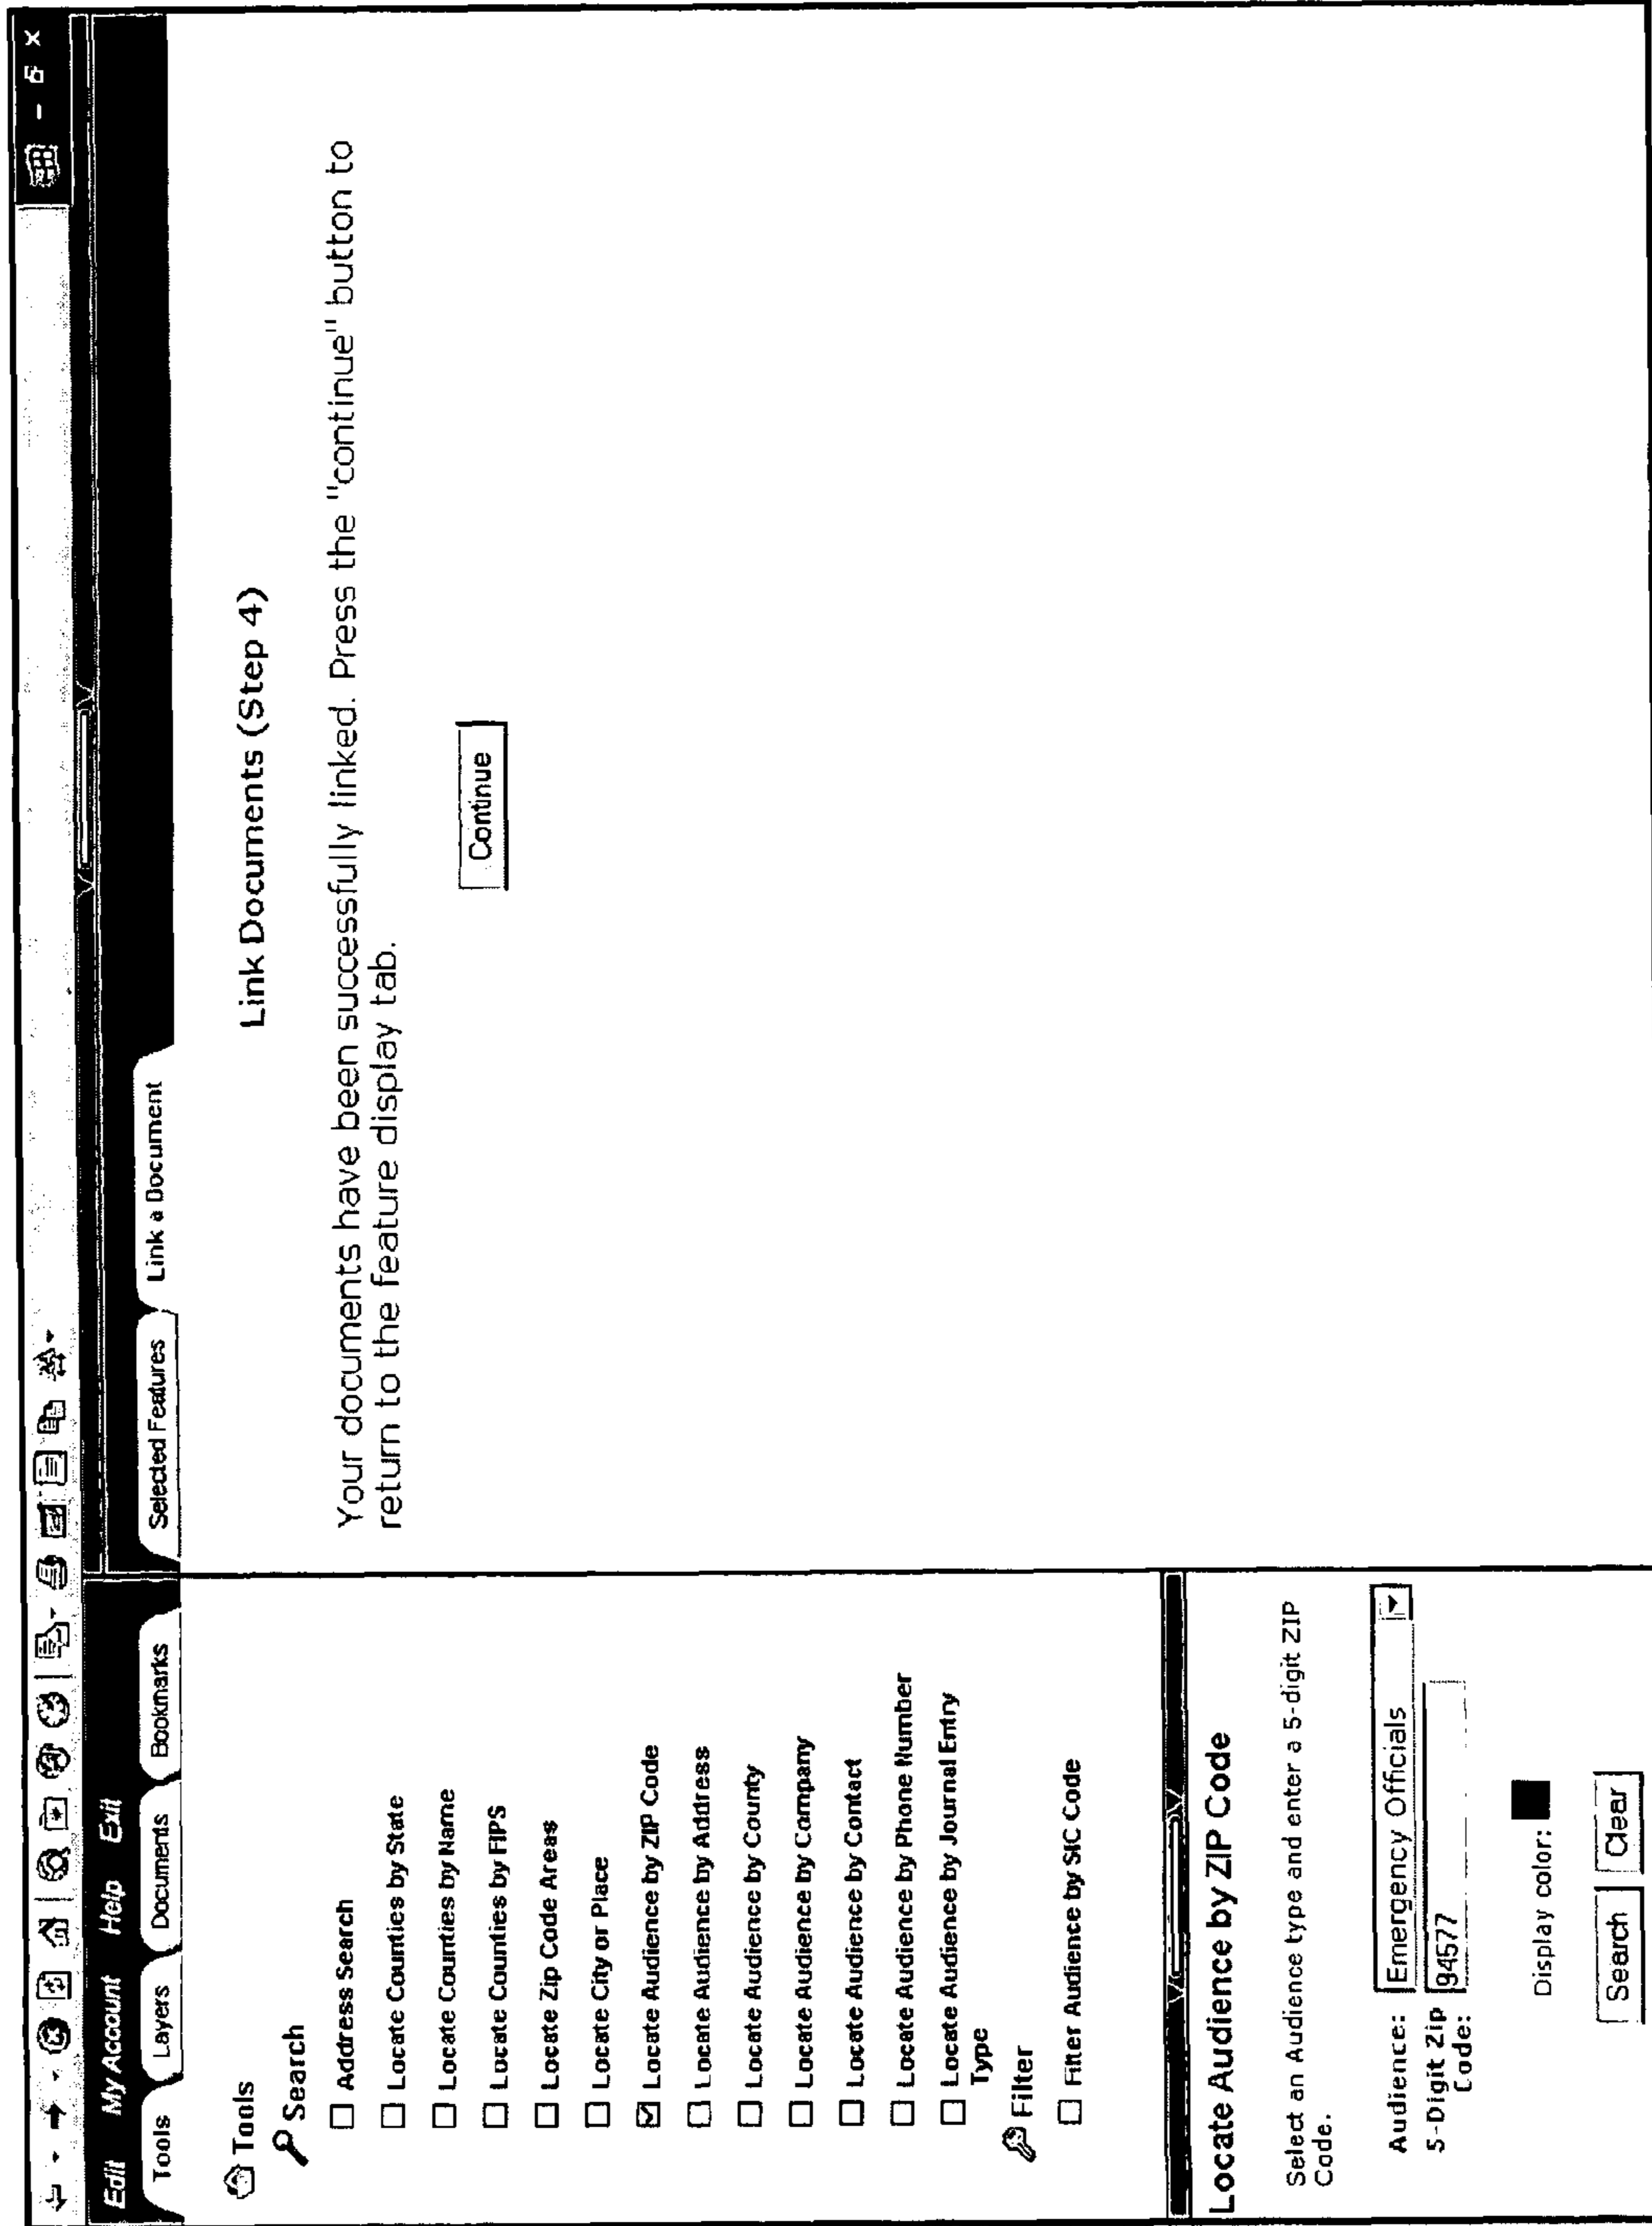 Edit My Account Help Exit
Tools Layers Documents Bookmarks
Selected Features Link a Document
Tools
Search
Address Search
Locate Counties by State
Locate Counties by Name
Locate Counties by FIPS
Locate Zip Code Areas
Locate City or Place
Locate Audience by ZIP Code
Locate Audience by Address
Locate Audience by County
Locate Audience by Company
Locate Audience by Contact
Locate Audience by Phone Number
Locate Audience by Journal Entry
Type
Filter
Filter Audience by SIC Code
Locate Audience by ZIP Code
Select an Audience type and enter a 5-digit ZIP
Code.
Audience: Emergency Officials
5-Digit Zip 94577
Code:
Display color:
Search Clear
Link Documents (Step 4)
Your documents have been successfully linked. Press the "continue" button to
return to the feature display tab.
Continue